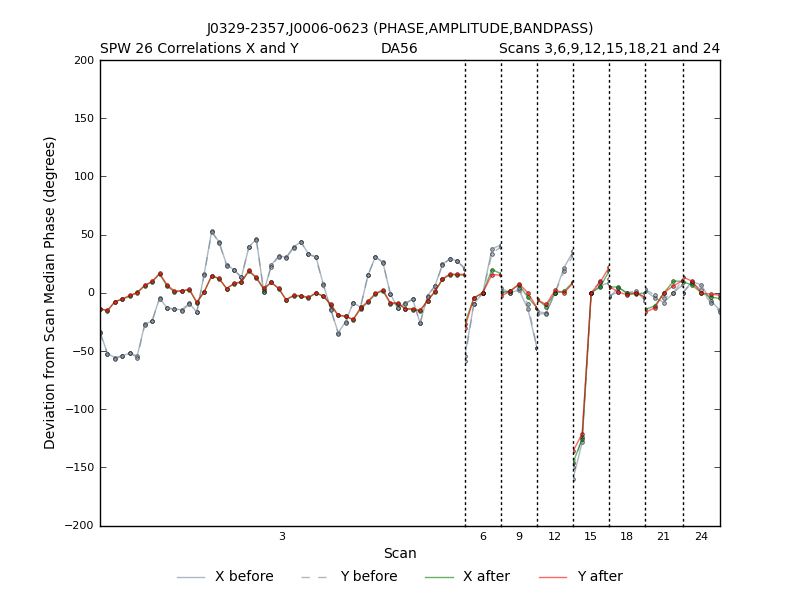 J0329-2357,J0006-0623 (PHASE,AMPLITUDE,BANDPASS)
SPW 26 Correlations X and Y DA56 Scans 3,6,9,12,15,18,21 and 24
Deviation from Scan Median Phase (degrees)
200
150
100
50
0
−50
−100
−150
−200
3 6 9 12 15 18 21 24
Scan
X before Y before X after Y after